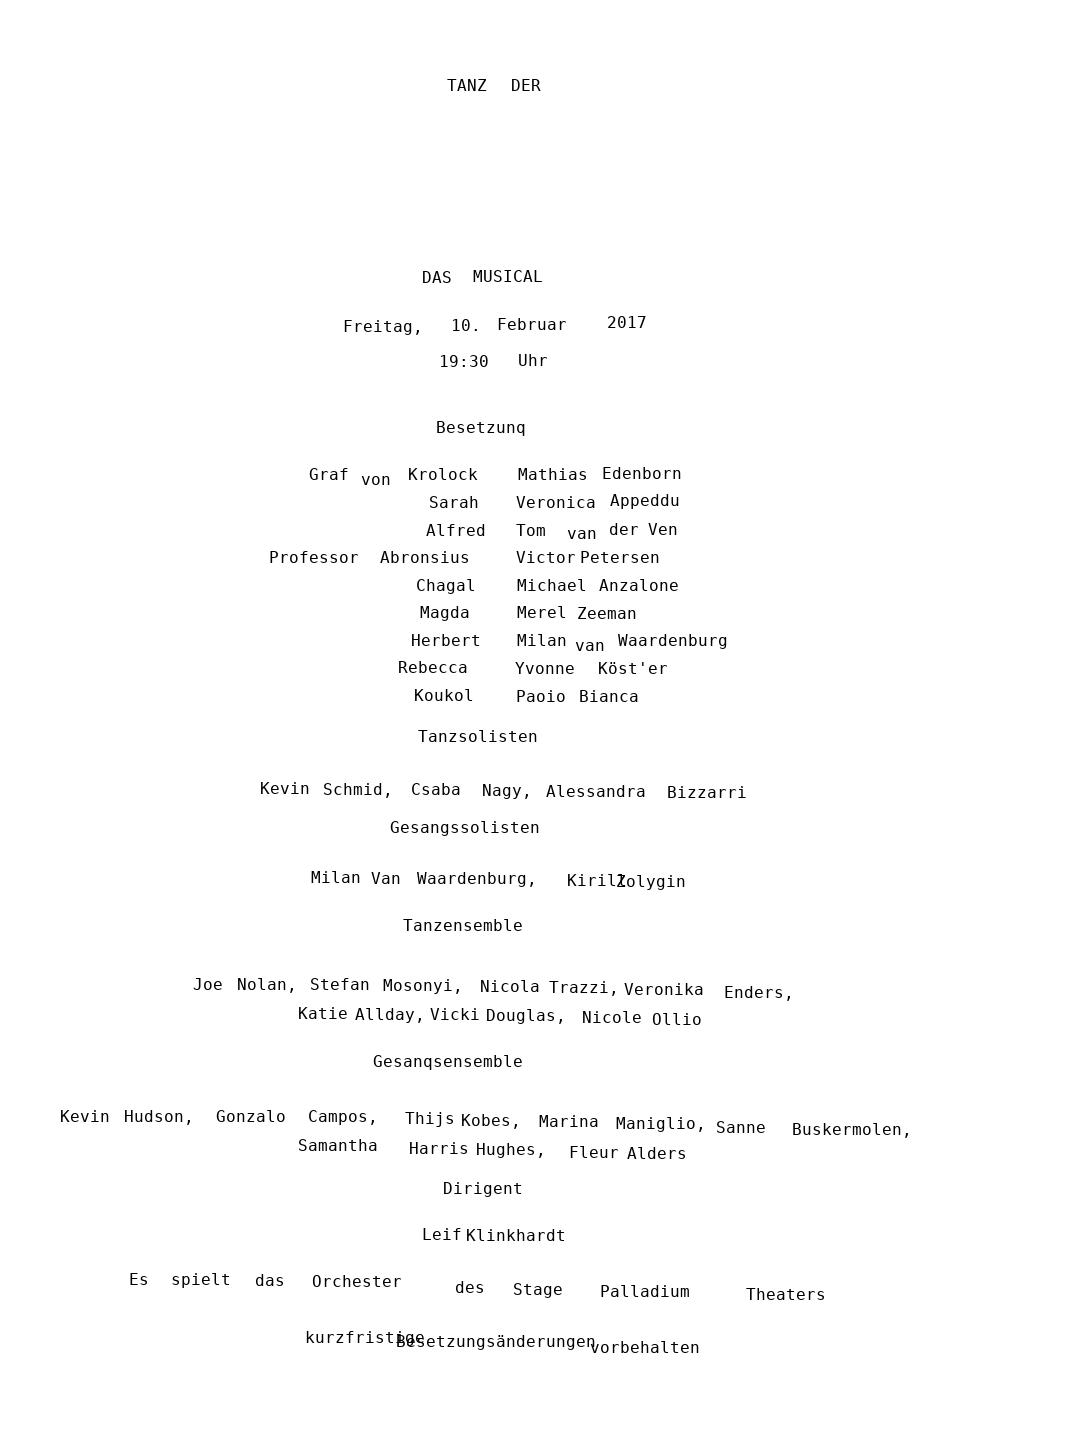 TANZ DER
DAS MUSICAL
Freitag, 10. Februar 2017
19:30 Uhr
Besetzunq
Graf von Krolock Mathias Edenborn
Sarah Veronica Appeddu
Alfred Tom van der Ven
Professor Abronsius Victor Petersen
Chagal Michael Anzalone
Magda Merel Zeeman
Herbert Milan van Waardenburg
Rebecca Yvonne Köst'er
Koukol Paoio Bianca
Tanzsolisten
Kevin Schmid, Csaba Nagy, Alessandra Bizzarri
Gesangssolisten
Milan Van Waardenburg, Kirill Zolygin
Tanzensemble
Joe Nolan, Stefan Mosonyi, Nicola Trazzi, Veronika Enders,
Katie Allday, Vicki Douglas, Nicole Ollio
Gesanqsensemble
Kevin Hudson, Gonzalo Campos, Thijs Kobes, Marina Maniglio, Sanne Buskermolen,
Samantha Harris Hughes, Fleur Alders
Dirigent
Leif Klinkhardt
Es spielt das Orchester des Stage Palladium Theaters
kurzfristige Besetzungsänderungen vorbehalten